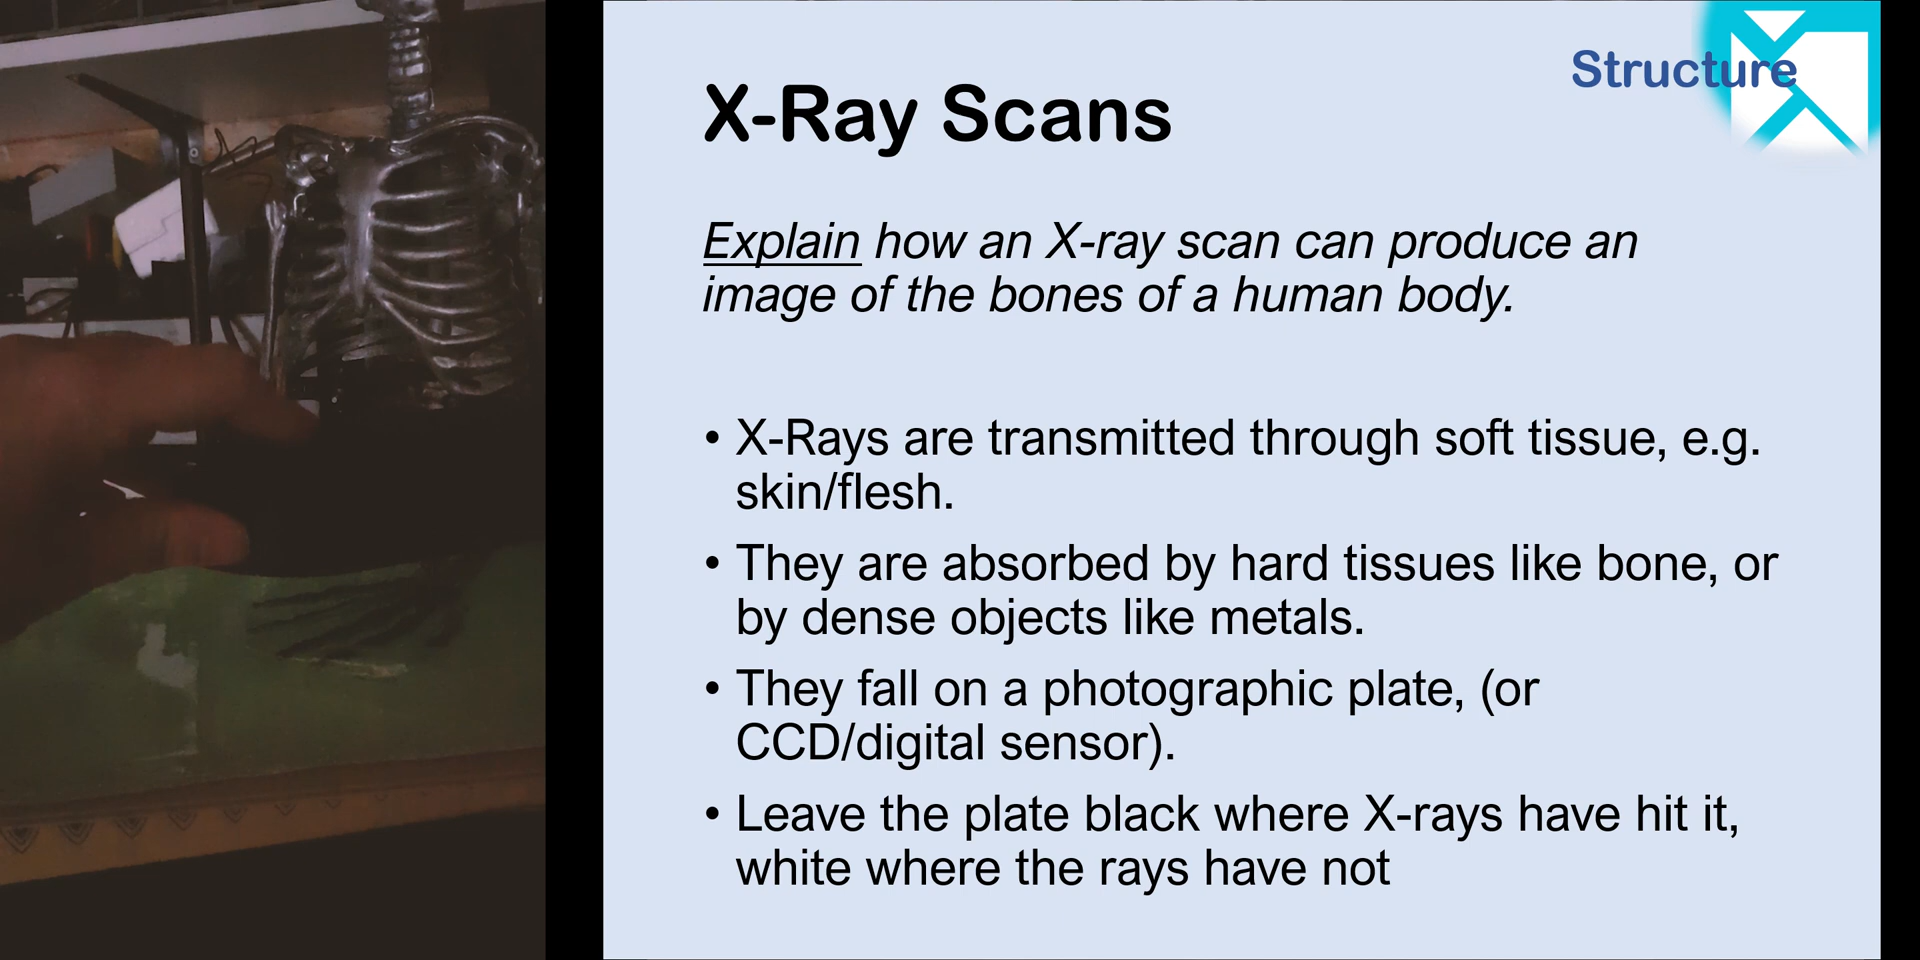 Structure
X-Ray Scans
Explain how an X-ray scan can produce an
image of the bones of a human body.
• X-Rays are transmitted through soft tissue, e.g.
skin/flesh.
• They are absorbed by hard tissues like bone, or
by dense objects like metals.
• They fall on a photographic plate, (or
CCD/digital sensor).
• Leave the plate black where X-rays have hit it,
white where the rays have not